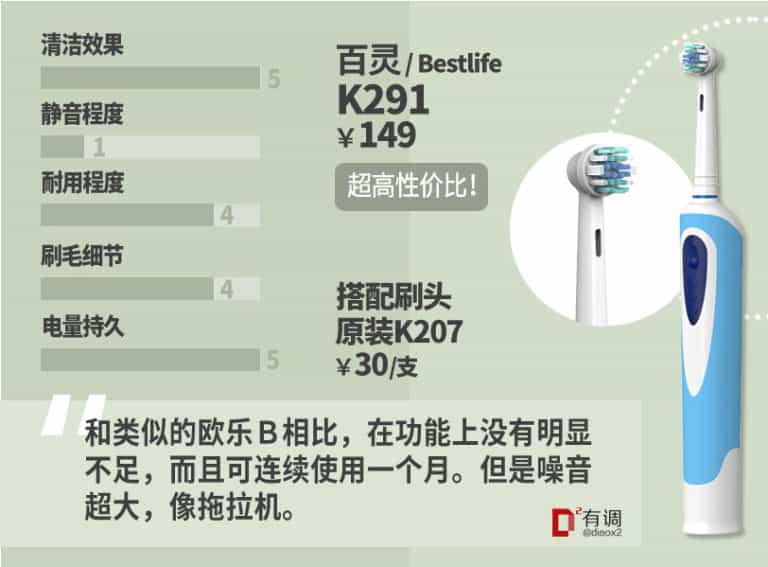 清洁效果
5
静音程度
1
耐用程度
4
刷毛细节
4
电量持久
5
百灵/Bestlife
K291
¥149
超高性价比!
搭配刷头
原装K207
¥30/支
和类似的欧乐B相比，在功能上没有明显
不足，而且可连续使用一个月。但是噪音
超大，像拖拉机。
D2有调
@diaox2